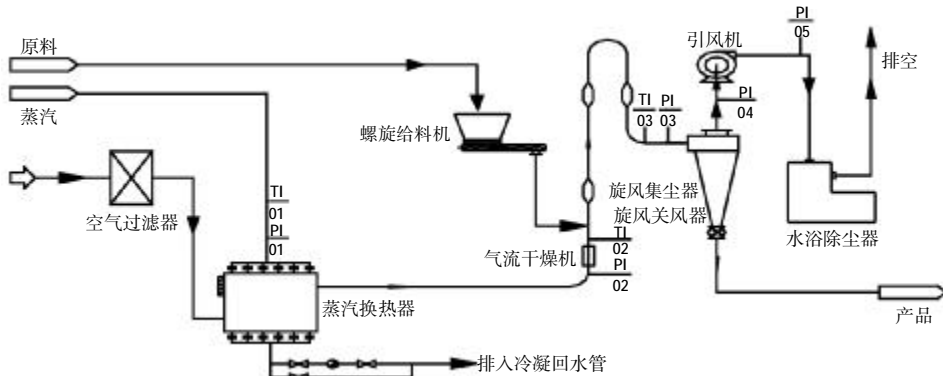 原料
蒸汽
空气过滤器
TI
01
PI
01
蒸汽换热器
排入冷凝回水管
螺旋给料机
气流干燥机
TI
02
PI
02
TI
03
PI
03
旋风集尘器
旋风关风器
引风机
PI
04
PI
05
排空
水浴除尘器
产品